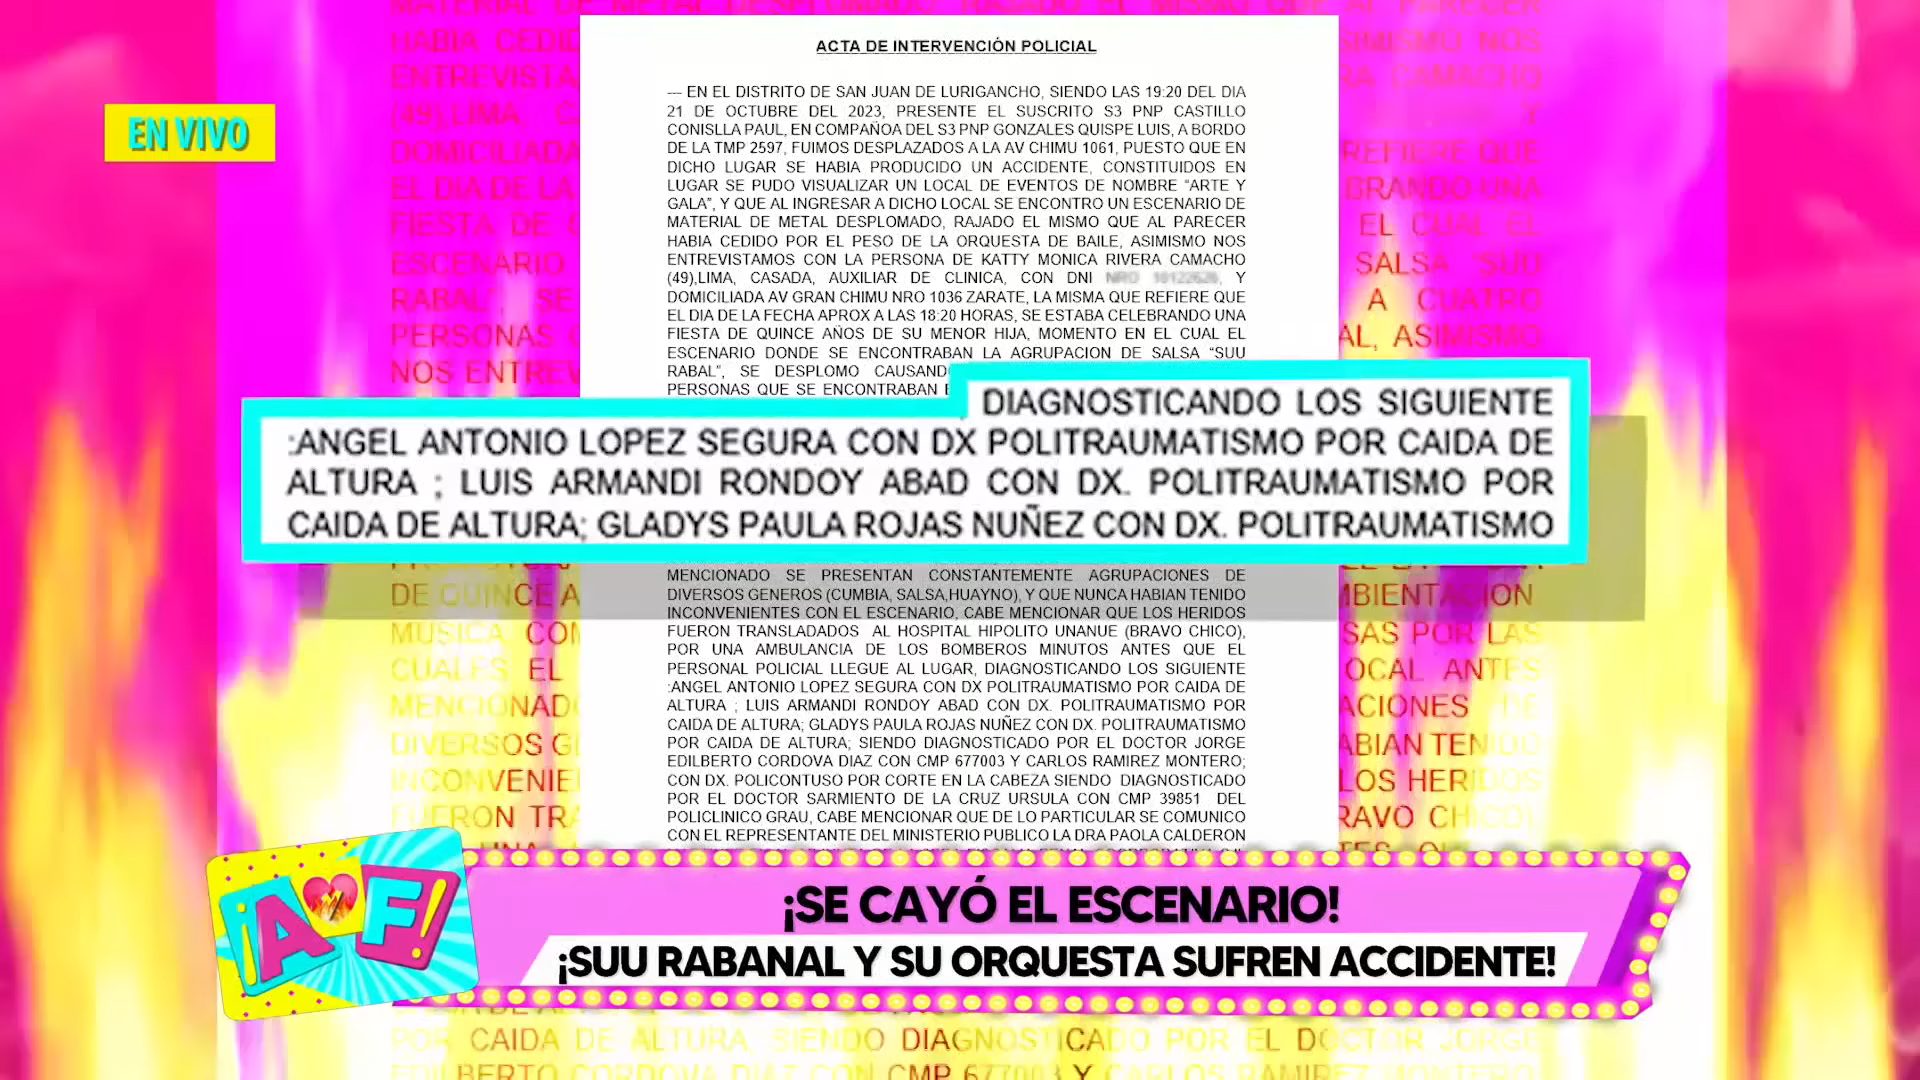 EN VIVO
ACTA DE INTERVENCIÓN POLICIAL
--- EN EL DISTRITO DE SAN JUAN DE LURIGANCHO, SIENDO LAS 19:20 DEL DIA
21 DE OCTUBRE DEL 2023, PRESENTE EL SUSCRITO S3 PNP CASTILLO
CONISLLA PAUL, EN COMPAÑOA DEL S3 PNP GONZALES QUISPE LUIS, A BORDO
DE LA TMP 2597, FUIMOS DESPLAZADOS A LA AV CHIMU 1061, PUESTO QUE EN
DICHO LUGAR SE HABIA PRODUCIDO UN ACCIDENTE, CONSTITUIDOS EN
LUGAR SE PUDO VISUALIZAR UN LOCAL DE EVENTOS DE NOMBRE "ARTE Y
GALA", Y QUE AL INGRESAR A DICHO LOCAL SE ENCONTRO UN ESCENARIO DE
MATERIAL DE METAL DESPLOMADO, RAJADO EL MISMO QUE AL PARECER
HABIA CEDIDO POR EL PESO DE LA ORQUESTA DE BAILE, ASIMISMO NOS
ENTREVISTAMOS CON LA PERSONA DE KATTY MONICA RIVERA CAMACHO
(49),LIMA, CASADA, AUXILIAR DE CLINICA, CON DNI Y
DOMICILIADA AV GRAN CHIMU NRO 1036 ZARATE, LA MISMA QUE REFIERE QUE
EL DIA DE LA FECHA APROX A LAS 18:20 HORAS, SE ESTABA CELEBRANDO UNA
FIESTA DE QUINCE AÑOS DE SU MENOR HIJA, MOMENTO EN EL CUAL EL
ESCENARIO DONDE SE ENCONTRABAN LA AGRUPACION DE SALSA "SUU
RABAL", SE DESPLOMO CAUSAND
PERSONAS QUE SE ENCONTRABAN
DIAGNOSTICANDO LOS SIGUIENTE
:ANGEL ANTONIO LOPEZ SEGURA CON DX POLITRAUMATISMO POR CAIDA DE
ALTURA ; LUIS ARMANDI RONDOY ABAD CON DX. POLITRAUMATISMO POR
CAIDA DE ALTURA; GLADYS PAULA ROJAS NUÑEZ CON DX. POLITRAUMATISMO
MENCIONADO SE PRESENTAN CONSTANTEMENTE AGRUPACIONES DE
DIVERSOS GENEROS (CUMBIA, SALSA,HUAYNO), Y QUE NUNCA HABIAN TENIDO
INCONVENIENTES CON EL ESCENARIO, CABE MENCIONAR QUE LOS HERIDOS
FUERON TRANSLADADOS AL HOSPITAL HIPOLITO UNANUE (BRAVO CHICO),
POR UNA AMBULANCIA DE LOS BOMBEROS MINUTOS ANTES QUE EL
PERSONAL POLICIAL LLEGUE AL LUGAR, DIAGNOSTICANDO LOS SIGUIENTE
:ANGEL ANTONIO LOPEZ SEGURA CON DX POLITRAUMATISMO POR CAIDA DE
ALTURA ; LUIS ARMANDI RONDOY ABAD CON DX. POLITRAUMATISMO POR
CAIDA DE ALTURA; GLADYS PAULA ROJAS NUÑEZ CON DX. POLITRAUMATISMO
POR CAIDA DE ALTURA; SIENDO DIAGNOSTICADO POR EL DOCTOR JORGE
EDILBERTO CORDOVA DIAZ CON CMP 677003 Y CARLOS RAMIREZ MONTERO;
CON DX. POLICONTUSO POR CORTE EN LA CABEZA SIENDO DIAGNOSTICADO
POR EL DOCTOR SARMIENTO DE LA CRUZ URSULA CON CMP 39851 DEL
POLICLINICO GRAU, CABE MENCIONAR QUE DE LO PARTICULAR SE COMUNICO
CON EL REPRESENTANTE DEL MINISTERIO PUBLICO LA DRA PAOLA CALDERON
¡A F!
¡SE CAYÓ EL ESCENARIO!
¡SUU RABANAL Y SU ORQUESTA SUFREN ACCIDENTE!